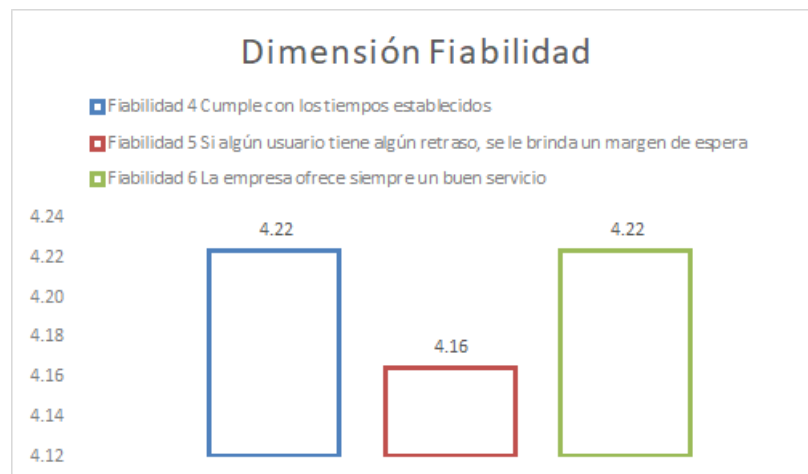 Dimensión Fiabilidad
Fiabilidad 4 Cumple con los tiempos establecidos
Fiabilidad 5 Si algún usuario tiene algún retraso, se le brinda un margen de espera
Fiabilidad 6 La empresa ofrece siempre un buen servicio
4.24
4.22
4.20
4.18
4.16
4.14
4.12
4.22
4.16
4.22